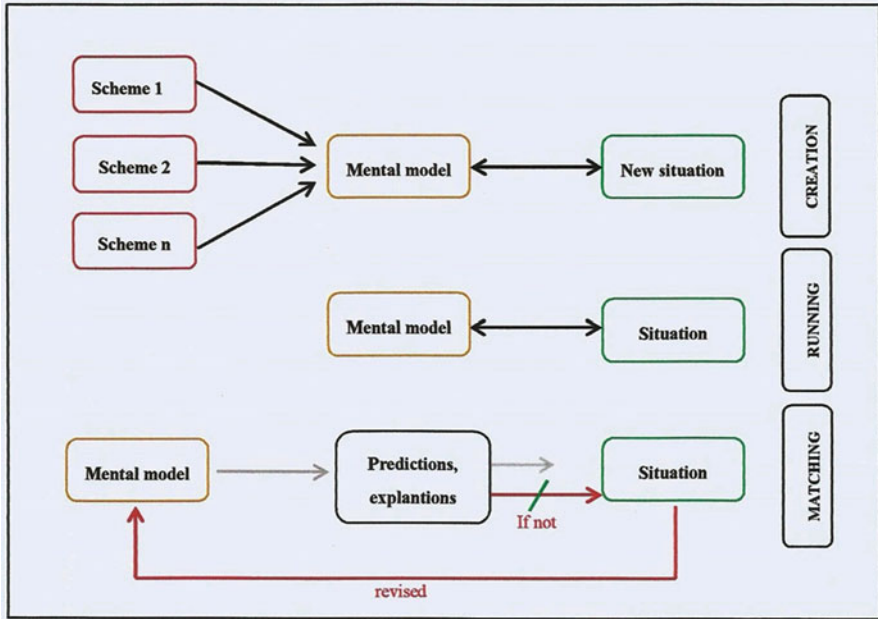 Scheme 1
Scheme 2
Scheme n
Mental model
New situation
CREATION
Mental model
Situation
RUNNING
Mental model
Predictions,
explantions
If not
Situation
MATCHING
revised